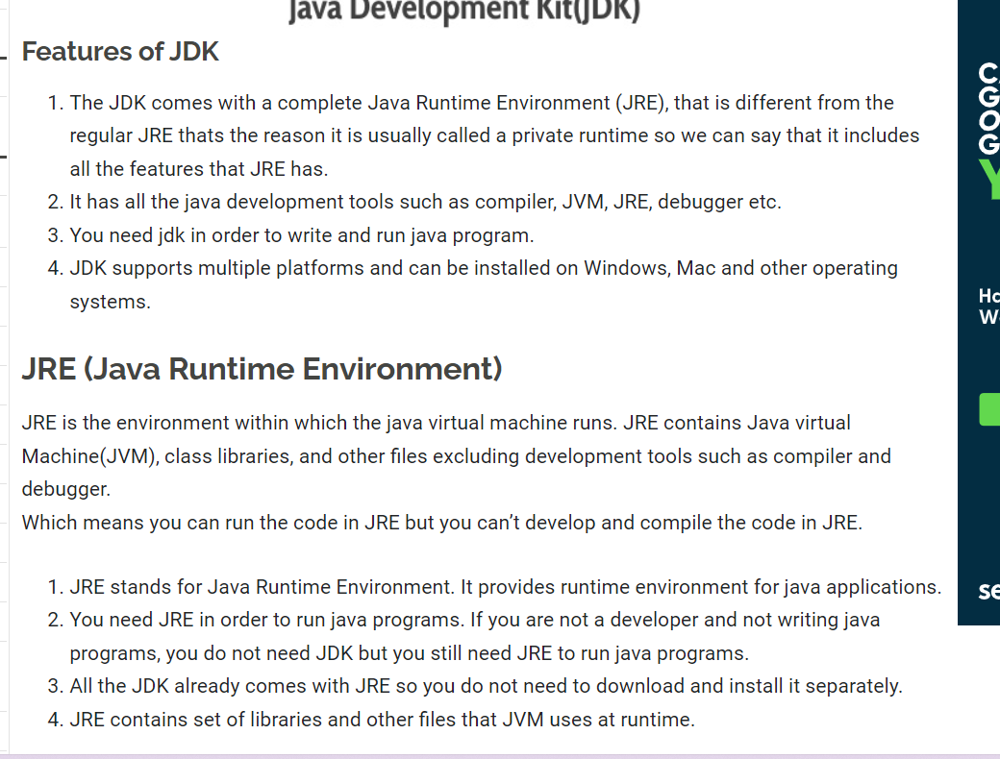 Java Development Kit(JDK)
Features of JDK
1. The JDK comes with a complete Java Runtime Environment (JRE), that is different from the
regular JRE thats the reason it is usually called a private runtime so we can say that it includes
all the features that JRE has.
2. It has all the java development tools such as compiler, JVM, JRE, debugger etc.
3. You need jdk in order to write and run java program.
4. JDK supports multiple platforms and can be installed on Windows, Mac and other operating
systems.
JRE (Java Runtime Environment)
JRE is the environment within which the java virtual machine runs. JRE contains Java virtual
Machine(JVM), class libraries, and other files excluding development tools such as compiler and
debugger.
Which means you can run the code in JRE but you can’t develop and compile the code in JRE.
1. JRE stands for Java Runtime Environment. It provides runtime environment for java applications.
2. You need JRE in order to run java programs. If you are not a developer and not writing java
programs, you do not need JDK but you still need JRE to run java programs.
3. All the JDK already comes with JRE so you do not need to download and install it separately.
4. JRE contains set of libraries and other files that JVM uses at runtime.